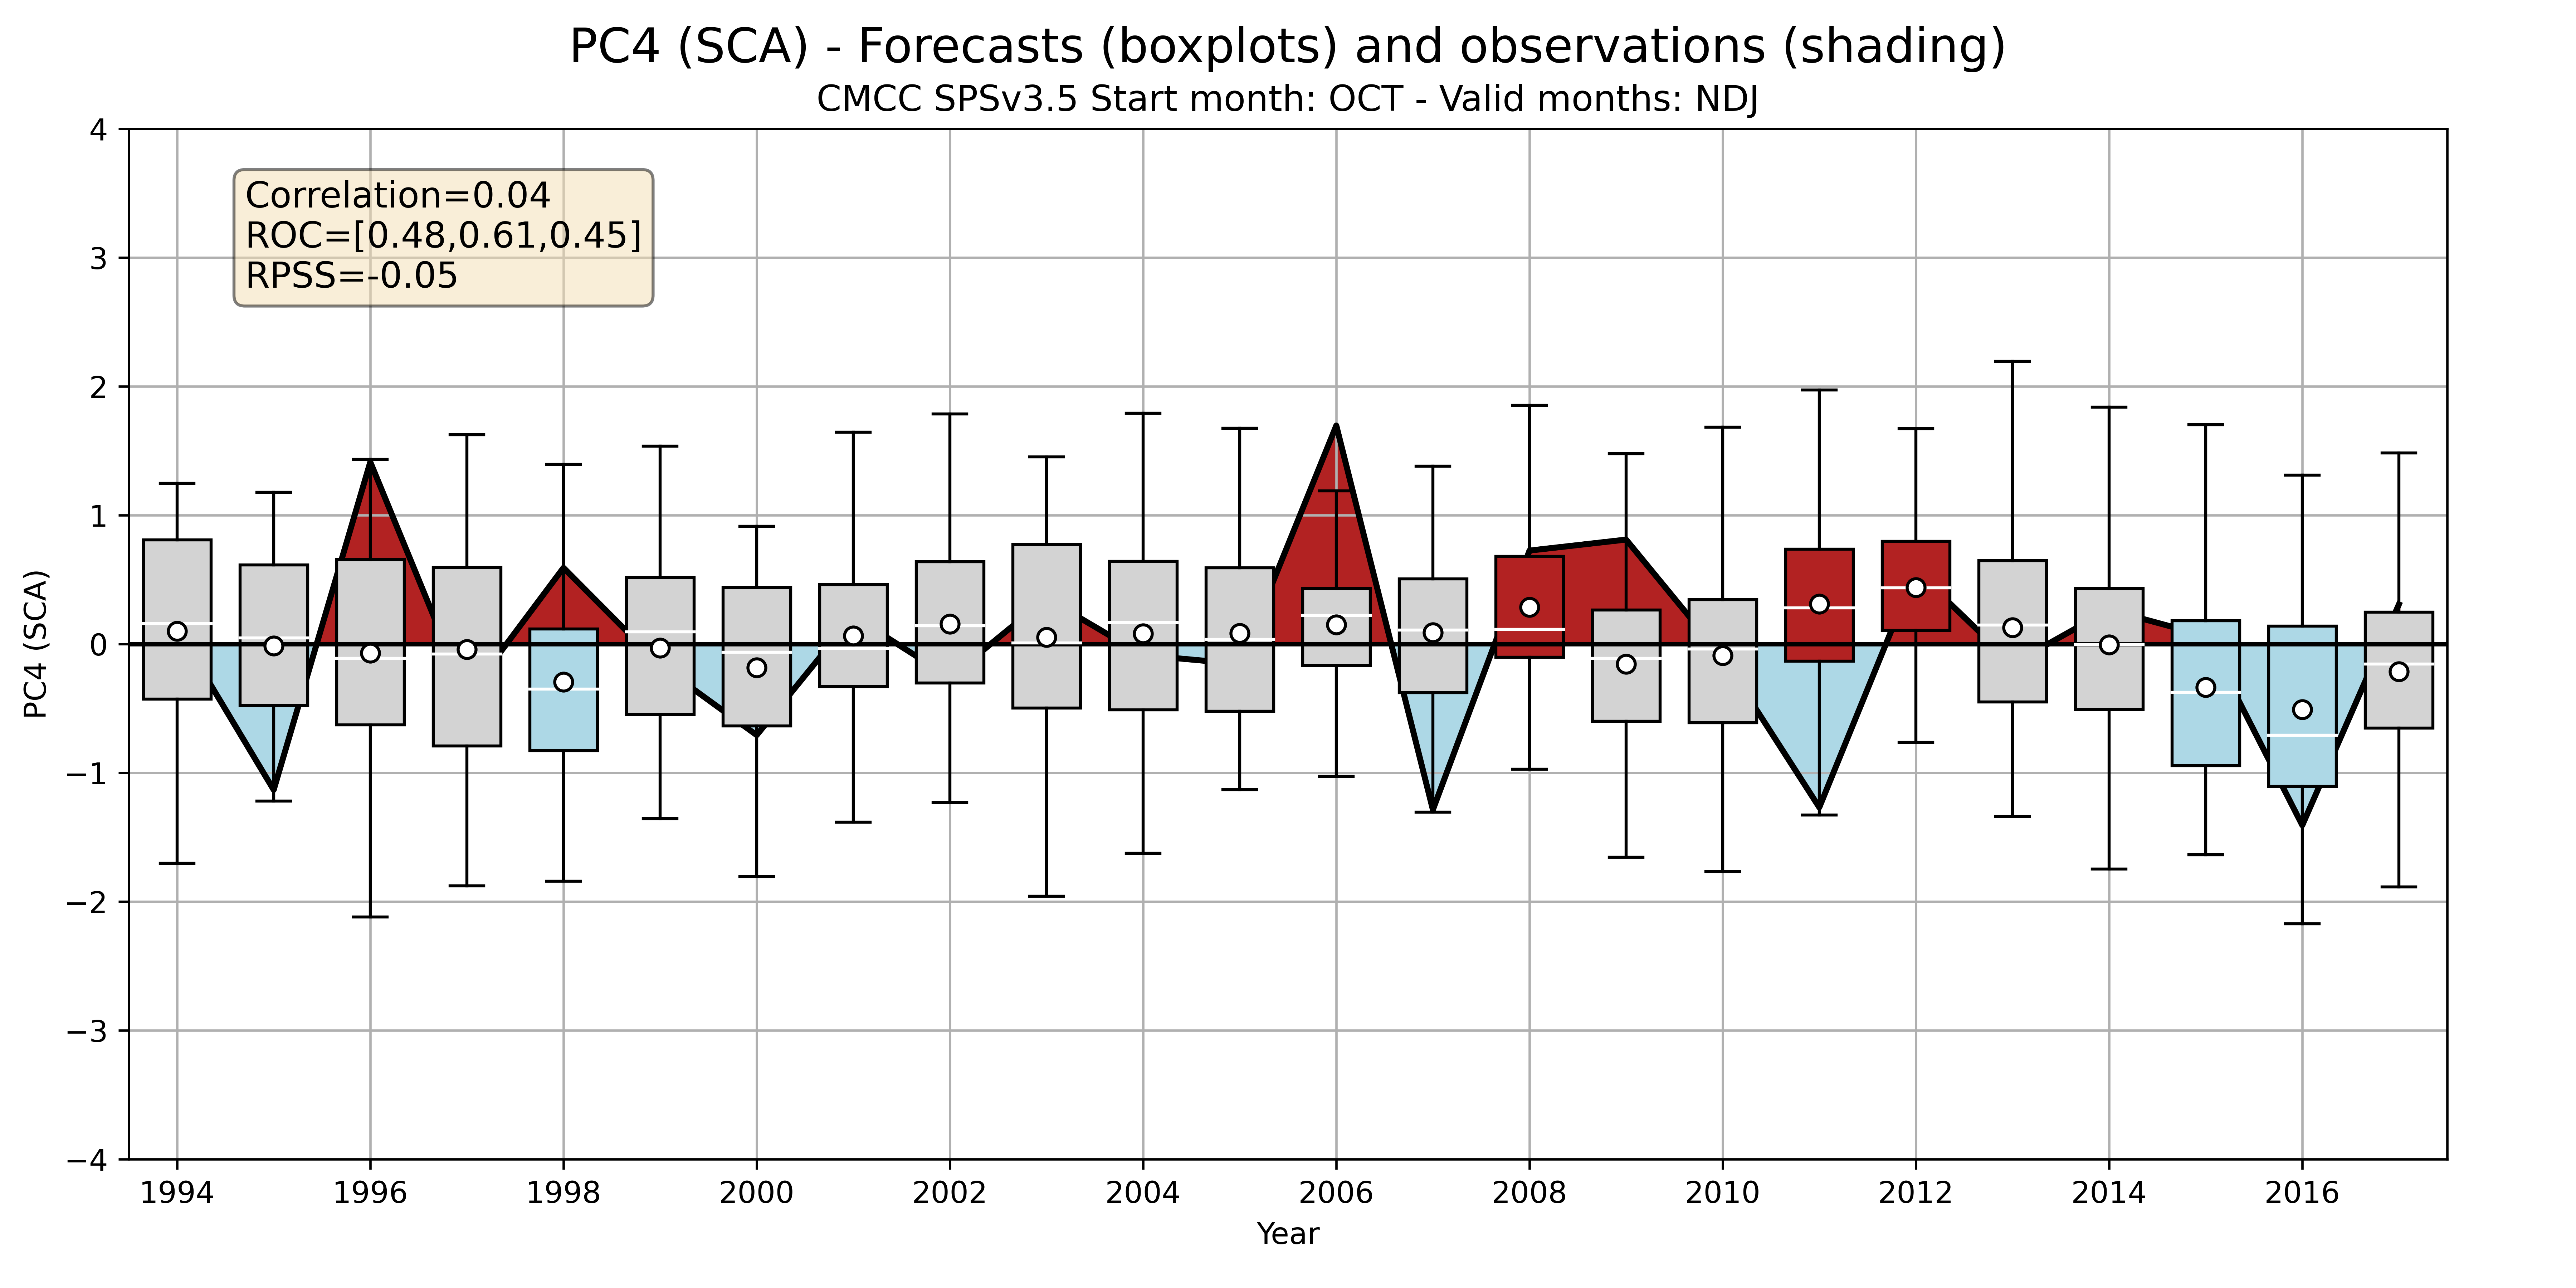 PC4 (SCA) - Forecasts (boxplots) and observations (shading)
CMCC SPSv3.5 Start month: OCT - Valid months: NDJ
Correlation=0.04
ROC=[0.48,0.61,0.45]
RPSS=-0.05
PC4 (SCA)
4
3
2
1
0
−1
−2
−3
−4
1994 1996 1998 2000 2002 2004 2006 2008 2010 2012 2014 2016
Year